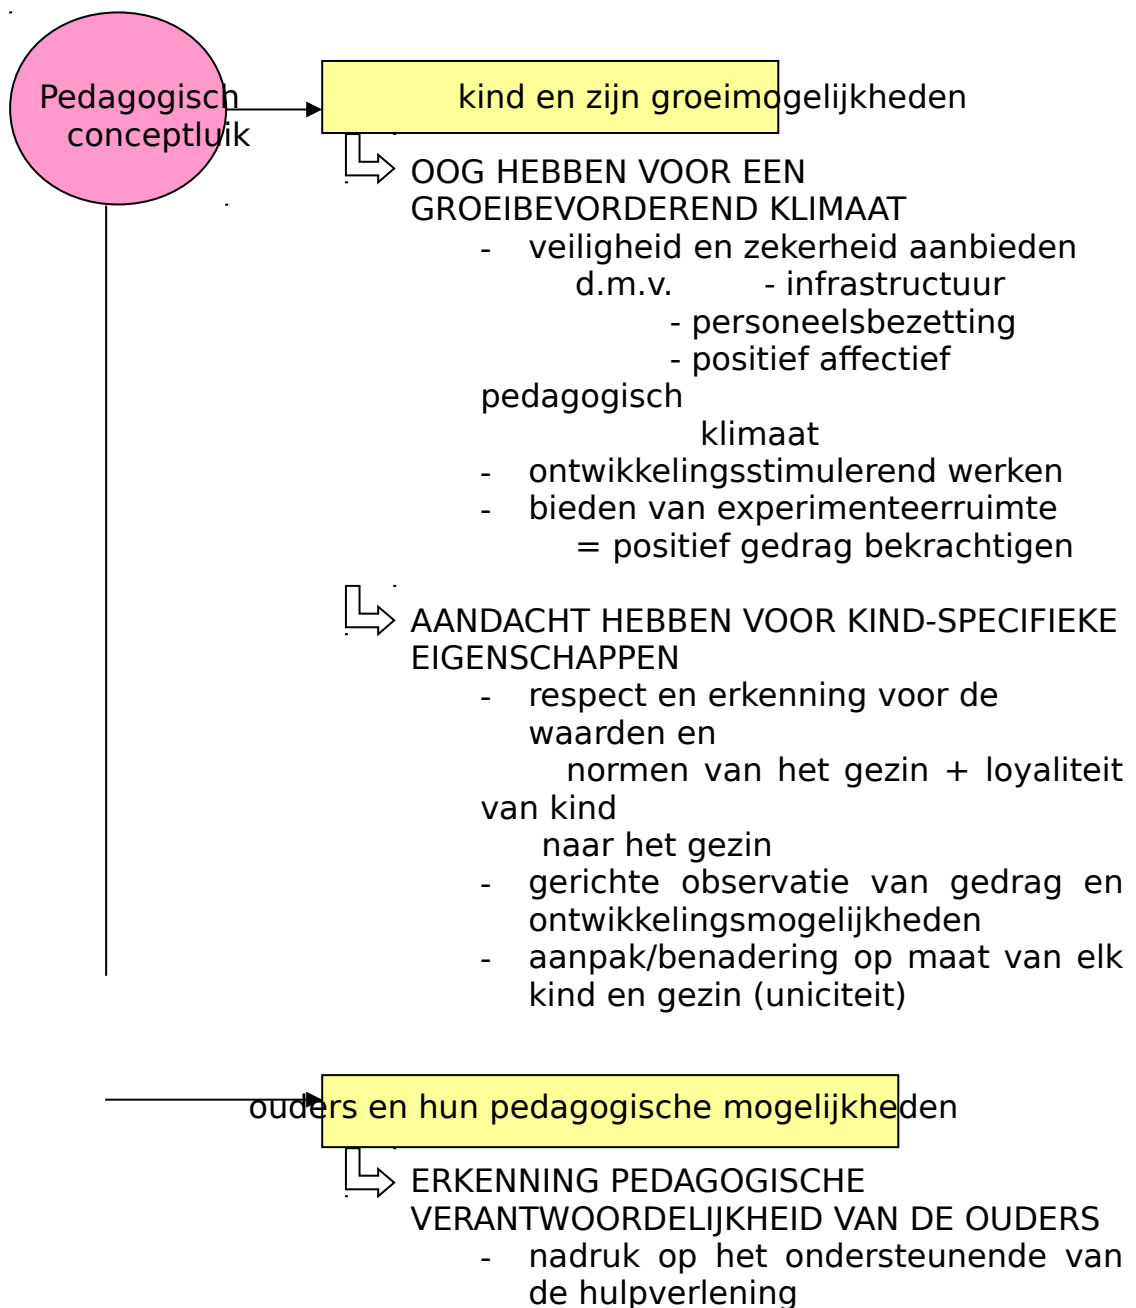 Pedagogisch
conceptluik
kind en zijn groeimogelijkheden
OOG HEBBEN VOOR EEN
GROEIBEVORDEREND KLIMAAT
- veiligheid en zekerheid aanbieden
d.m.v. - infrastructuur
- personeelsbezetting
- positief affectief
pedagogisch
klimaat
- ontwikkelingsstimulerend werken
- bieden van experimenteerruimte
= positief gedrag bekrachtigen
AANDACHT HEBBEN VOOR KIND-SPECIFIEKE
EIGENSCHAPPEN
- respect en erkenning voor de
waarden en
normen van het gezin + loyaliteit
van kind
naar het gezin
- gerichte observatie van gedrag en
ontwikkelingsmogelijkheden
- aanpak/benadering op maat van elk
kind en gezin (uniciteit)
ouders en hun pedagogische mogelijkheden
ERKENNING PEDAGOGISCHE
VERANTWOORDELIJKHEID VAN DE OUDERS
- nadruk op het ondersteunende van
de hulpverlening